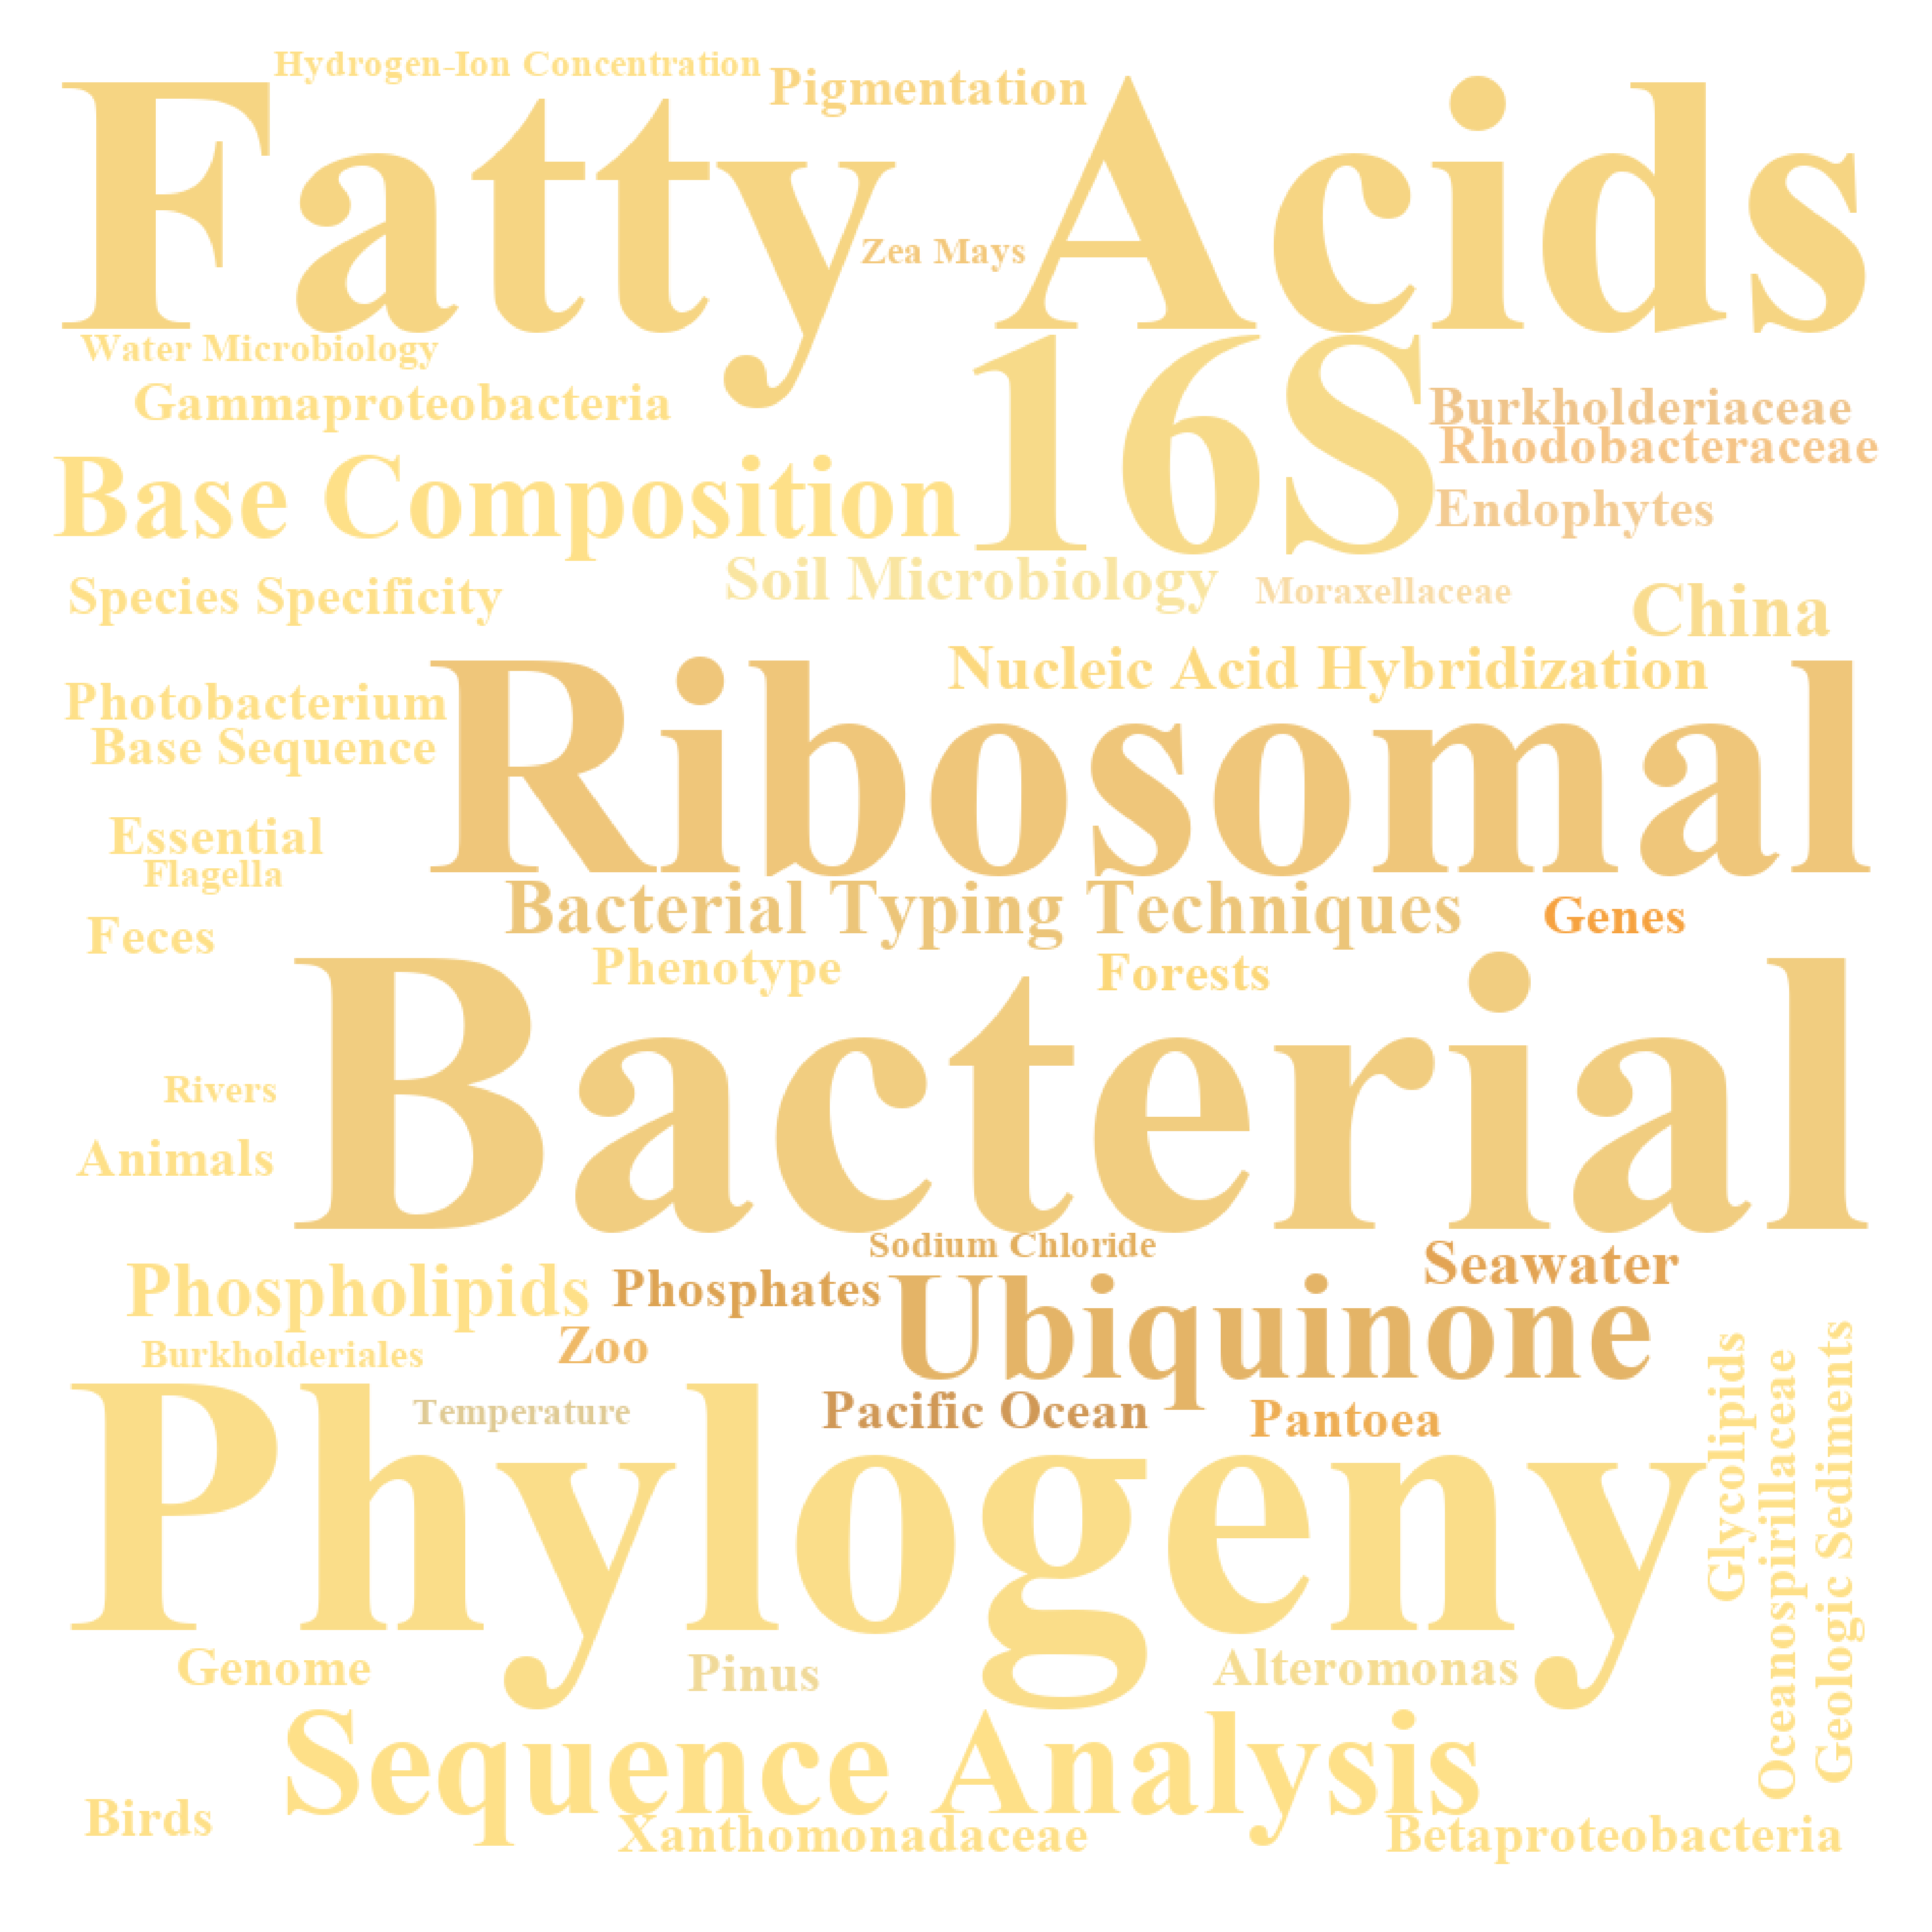 Hydrogen-Ion Concentration
Pigmentation
Fatty Acids
Zea Mays
Water Microbiology
16S
Gammaproteobacteria
Burkholderiaceae
Rhodobacteraceae
Base Composition
Endophytes
Soil Microbiology
Moraxellaceae
Species Specificity
China
Nucleic Acid Hybridization
Photobacterium
Ribosomal
Base Sequence
Essential
Flagella
Bacterial Typing Techniques
Genes
Feces
Phenotype
Forests
Bacterial
Rivers
Animals
Sodium Chloride
Seawater
Phospholipids
Phosphates
Ubiquinone
Zoo
Burkholderiales
Temperature
Pacific Ocean
Pantoea
Phylogeny
Glycolipids
Oceanospirillaceae
Geologic Sediments
Genome
Pinus
Alteromonas
Sequence Analysis
Birds
Xanthomonadaceae
Betaproteobacteria